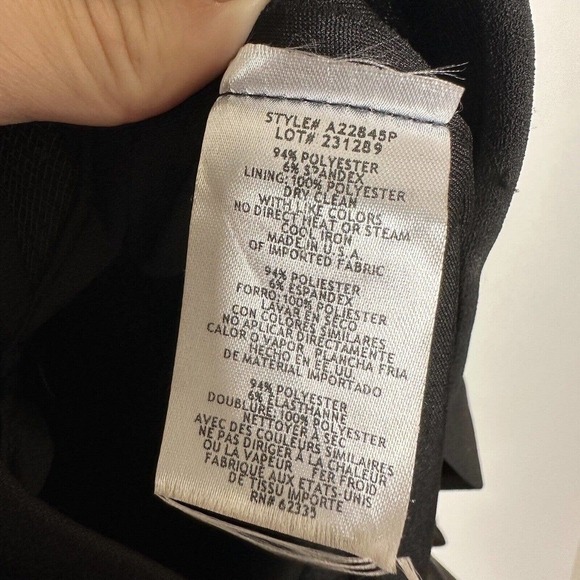 STYLE# A22845P
LOT# 231289
94% POLYESTER
6% SPANDEX
LINING: 100% POLYESTER
DRY CLEAN
WITH LIKE COLORS
NO DIRECT HEAT OR STEAM
COOL IRON
MADE IN U.S.A
OF IMPORTED FABRIC
94% POLIESTER
6% ESPANDEX
FORRO: 100% POLIESTER
LAVAR EN SECO
CON COLORES SIMILARES
NO APLICAR DIRECTAMENTE
CALOR O VAPOR. PLANCHA FRIA
HECHO EN EE.UU.
DE MATERIAL IMPORTADO
94% POLYESTER
6% ELASTHANNE
DOUBLURE: 100% POLYESTER
NETTOYER A SEC
AVEC DES COULEURS SIMILAIRES
NE PAS DIRIGER A LA CHALEUR
OU LA VAPEUR FER FROID
FABRIQUE AUX ETATS-UNIS
DE TISSU IMPORTE
RN# 62335